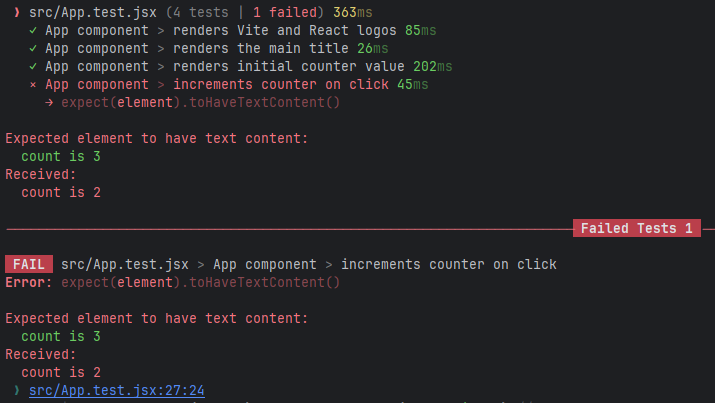 ❯ src/App.test.jsx (4 tests | 1 failed) 363ms
✓ App component > renders Vite and React logos 85ms
✓ App component > renders the main title 26ms
✓ App component > renders initial counter value 202ms
× App component > increments counter on click 45ms
→ expect(element).toHaveTextContent()
Expected element to have text content:
count is 3
Received:
count is 2
Failed Tests 1
FAIL src/App.test.jsx > App component > increments counter on click
Error: expect(element).toHaveTextContent()
Expected element to have text content:
count is 3
Received:
count is 2
❯ src/App.test.jsx:27:24